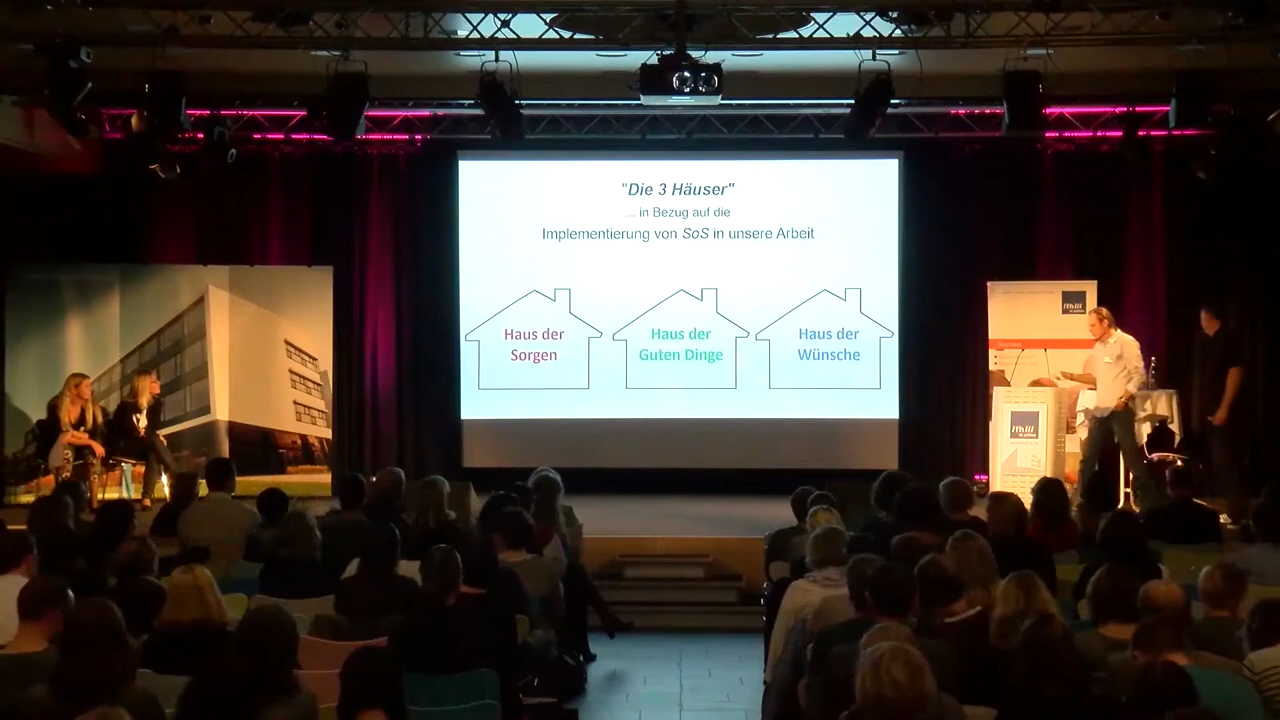 "Die 3 Häuser"
... in Bezug auf die
Implementierung von SoS in unsere Arbeit
Haus der
Sorgen
Haus der
Guten Dinge
Haus der
Wünsche